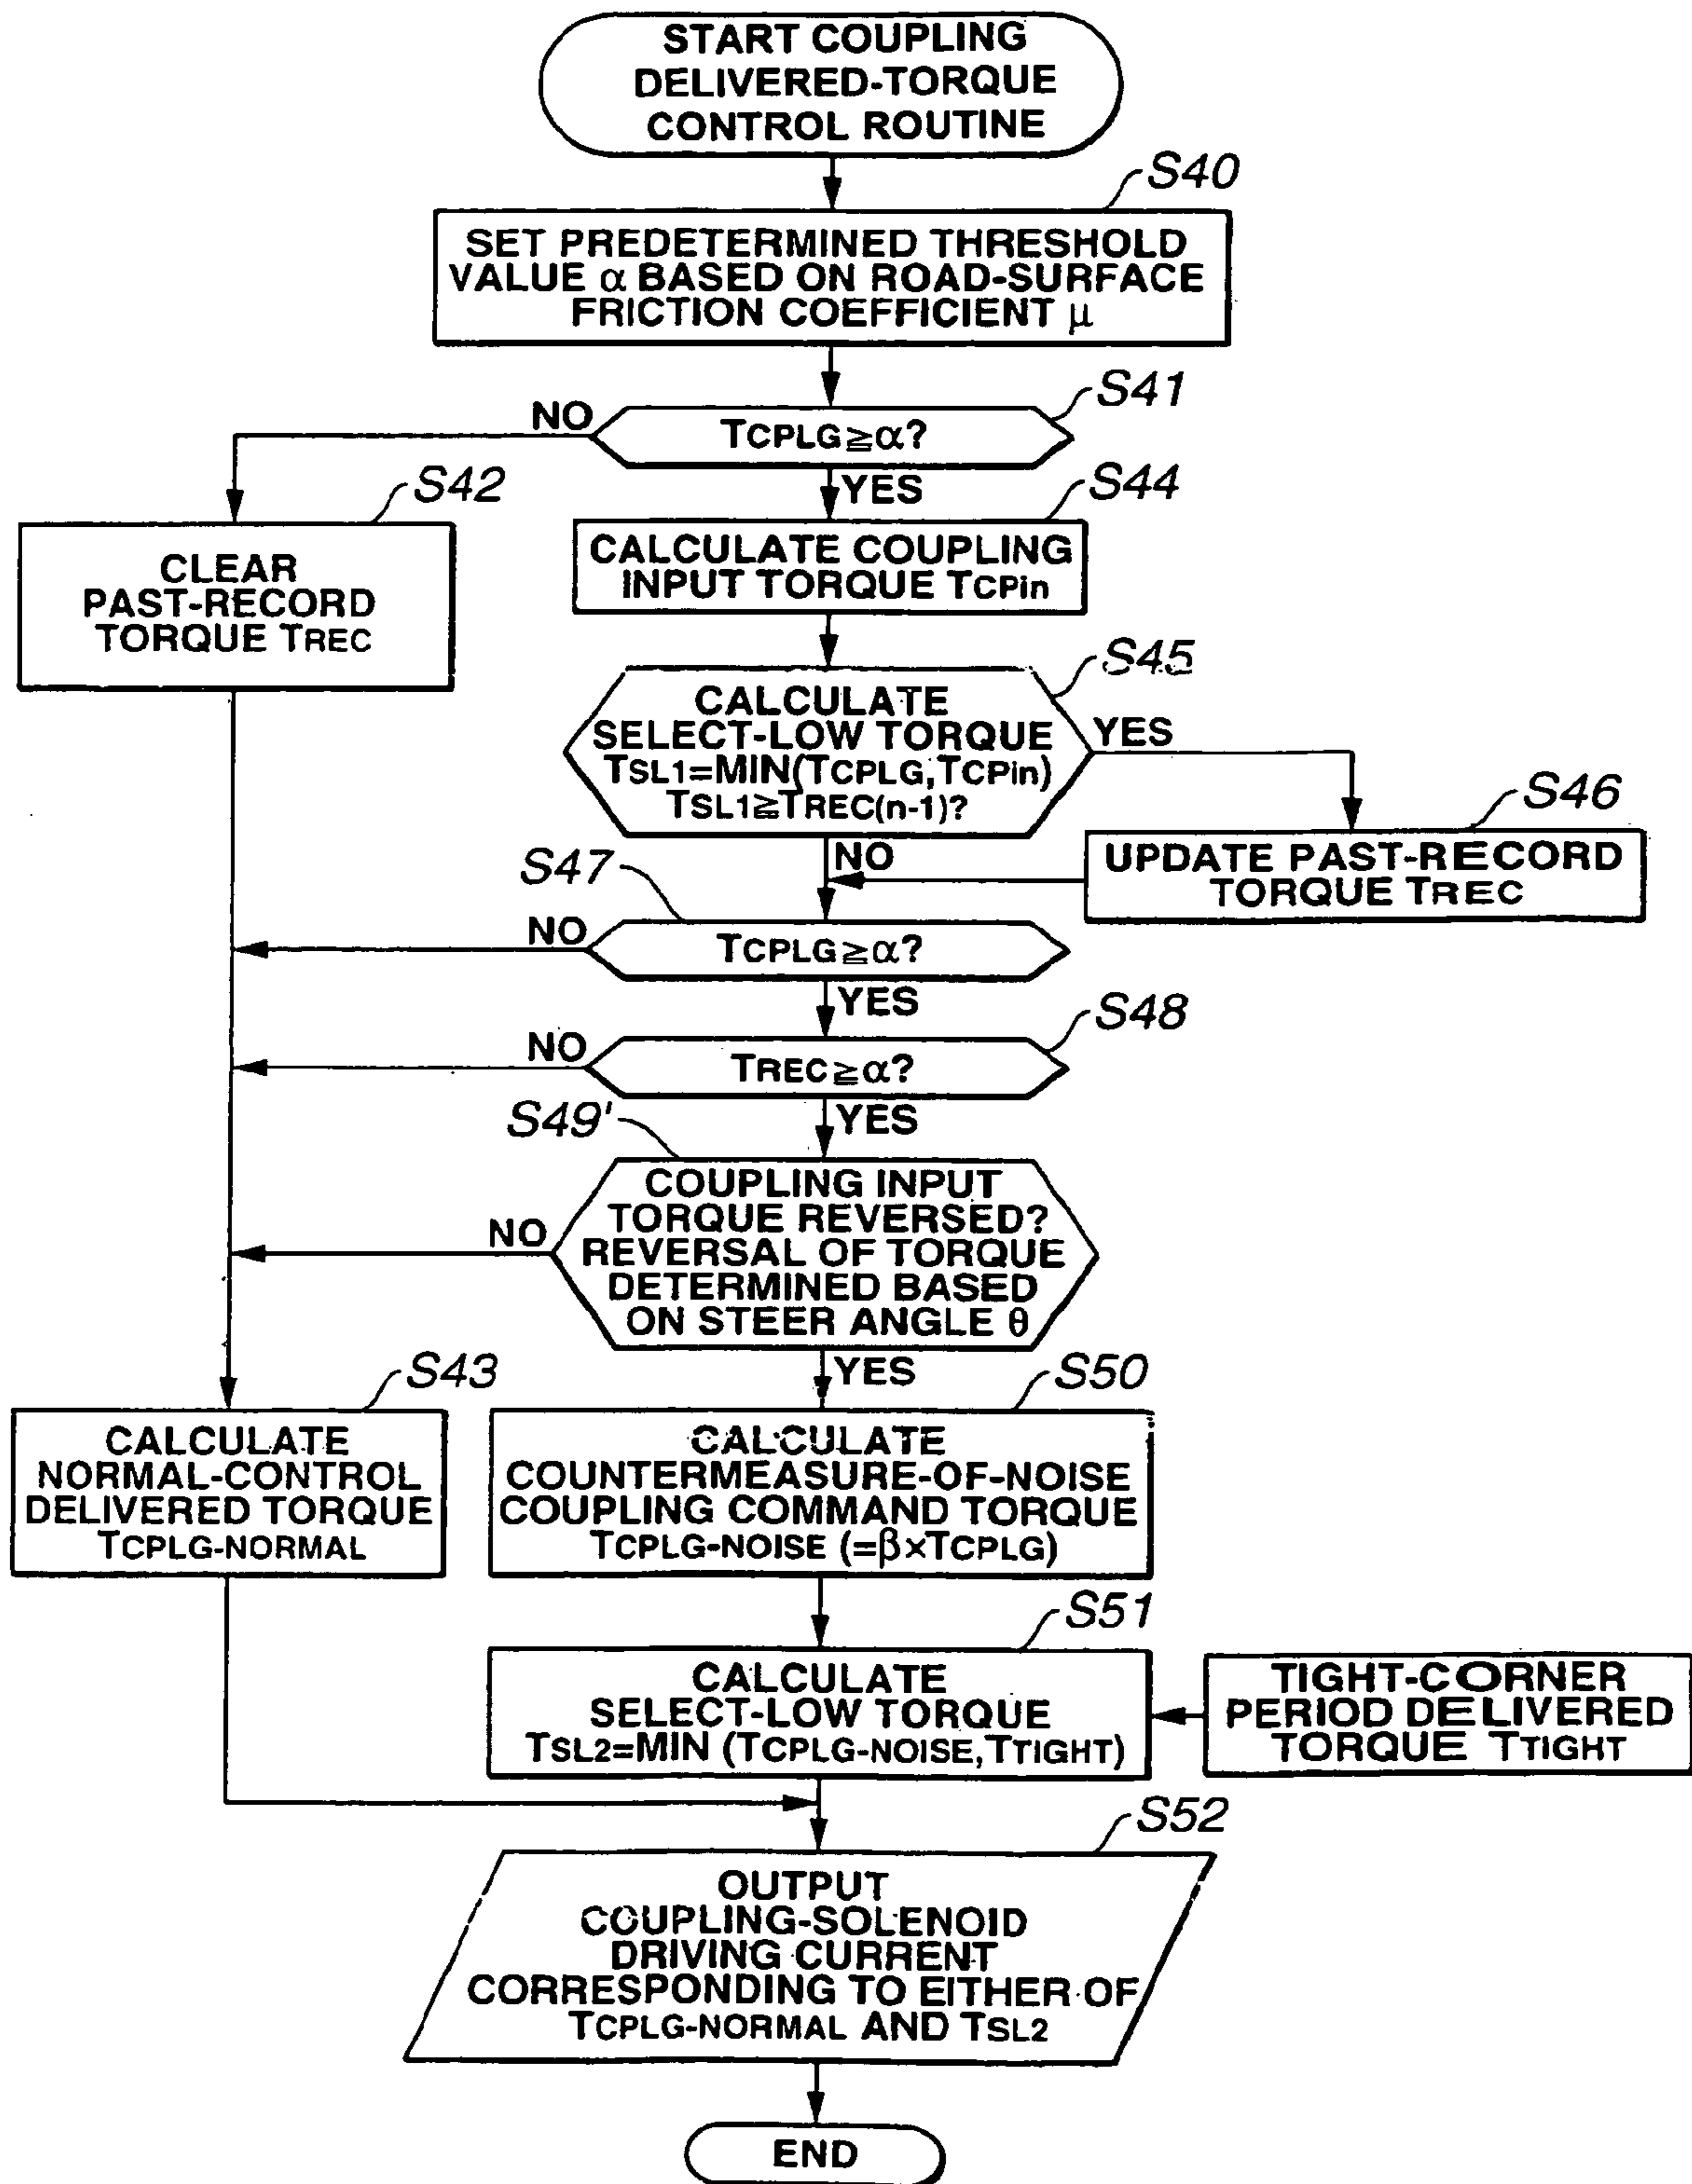 START COUPLING
DELIVERED-TORQUE
CONTROL ROUTINE
S40
SET PREDETERMINED THRESHOLD
VALUE α BASED ON ROAD-SURFACE
FRICTION COEFFICIENT μ
S41
NO
TCPLG≧α?
YES
S42
CLEAR
PAST-RECORD
TORQUE TREC
S44
CALCULATE COUPLING
INPUT TORQUE TCPin
S45
CALCULATE
SELECT-LOW TORQUE
TSL1=MIN(TCPLG,TCPin)
TSL1≧TREC(n-1)?
YES
NO
S46
UPDATE PAST-RECORD
TORQUE TREC
S47
NO
TCPLG≧α?
YES
S48
NO
TREC≧α?
YES
S49'
COUPLING INPUT
TORQUE REVERSED?
REVERSAL OF TORQUE
DETERMINED BASED
ON STEER ANGLE θ
NO
YES
S43
CALCULATE
NORMAL-CONTROL
DELIVERED TORQUE
TCPLG-NORMAL
S50
CALCULATE
COUNTERMEASURE-OF-NOISE
COUPLING COMMAND TORQUE
TCPLG-NOISE (=β×TCPLG)
S51
CALCULATE
SELECT-LOW TORQUE
TSL2=MIN (TCPLG-NOISE,TTIGHT)
TIGHT-CORNER
PERIOD DELIVERED
TORQUE TTIGHT
S52
OUTPUT
COUPLING-SOLENOID
DRIVING CURRENT
CORRESPONDING TO EITHER OF
TCPLG-NORMAL AND TSL2
END